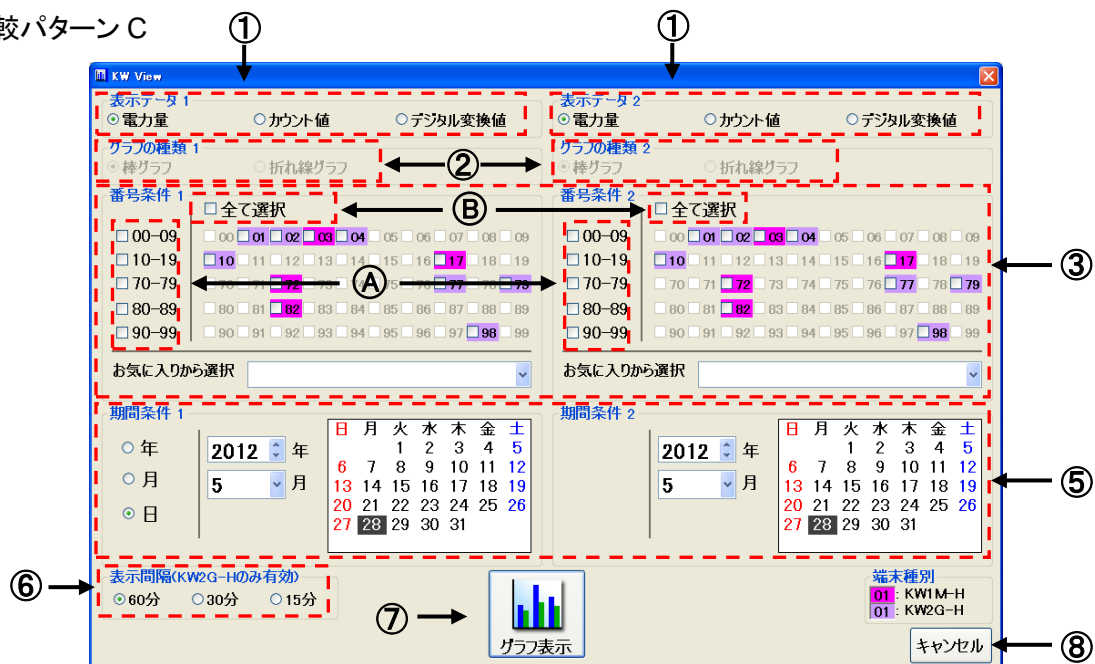 較パターン C
① ①
KW View
表示データ 1 表示データ 2
電力量 カウント値 デジタル変換値 電力量 カウント値 デジタル変換値
グラフの種類 1 ② グラフの種類 2
棒グラフ 折れ線グラフ 棒グラフ 折れ線グラフ
番号条件 1 番号条件 2
全て選択 Ⓑ 全て選択
00-09 00 01 02 03 04 05 06 07 08 09 00-09 00 01 02 03 04 05 06 07 08 09
10-19 10 11 12 13 14 15 16 17 18 19 10-19 10 11 12 13 14 15 16 17 18 19 ③
70-79 70 71 72 73 74 75 76 77 78 79 Ⓐ 70-79 70 71 72 73 74 75 76 77 78 79
80-89 80 81 82 83 84 85 86 87 88 89 80-89 80 81 82 83 84 85 86 87 88 89
90-99 90 91 92 93 94 95 96 97 98 99 90-99 90 91 92 93 94 95 96 97 98 99
お気に入りから選択 お気に入りから選択
期間条件 1 期間条件 2
日 月 火 水 木 金 土 日 月 火 水 木 金 土
年 2012 年 1 2 3 4 5 2012 年 1 2 3 4 5
6 7 8 9 10 11 12 6 7 8 9 10 11 12
月 5 月 13 14 15 16 17 18 19 5 月 13 14 15 16 17 18 19 ⑤
20 21 22 23 24 25 26 20 21 22 23 24 25 26
日 27 28 29 30 31 27 28 29 30 31
表示間隔(KW2G-Hのみ有効) 端末種別
⑥ 60分 30分 15分 01 : KW1M-H
01 : KW2G-H
⑦ グラフ表示 キャンセル ⑧